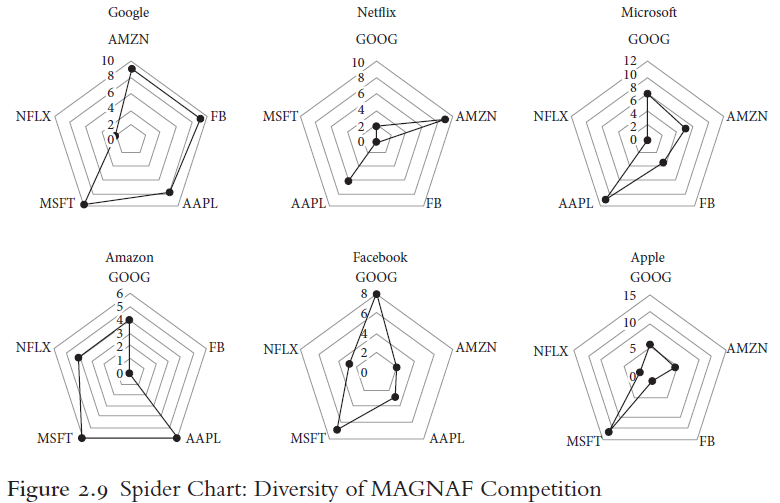 Google
AMZN
10
8
6
4
2
0
NFLX
FB
MSFT
AAPL
Netflix
GOOG
10
8
6
4
2
0
MSFT
AMZN
AAPL
FB
Microsoft
GOOG
12
10
8
6
4
2
0
NFLX
AMZN
AAPL
FB
Amazon
GOOG
6
5
4
3
2
1
0
NFLX
FB
MSFT
AAPL
Facebook
GOOG
8
6
4
2
0
NFLX
AMZN
MSFT
AAPL
Apple
GOOG
15
10
5
0
NFLX
AMZN
MSFT
FB
Figure 2.9 Spider Chart: Diversity of MAGNAF Competition